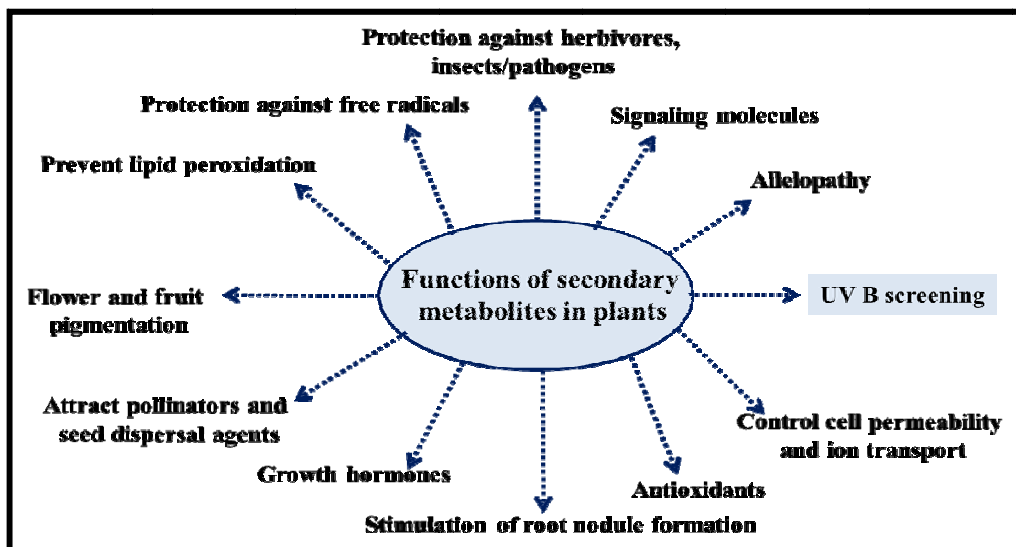 Protection against herbivores,
insects/pathogens
Protection against free radicals
Signaling molecules
Prevent lipid peroxidation
Allelopathy
Functions of secondary
metabolites in plants
Flower and fruit
pigmentation
UV B screening
Attract pollinators and
seed dispersal agents
Control cell permeability
and ion transport
Growth hormones
Antioxidants
Stimulation of root nodule formation